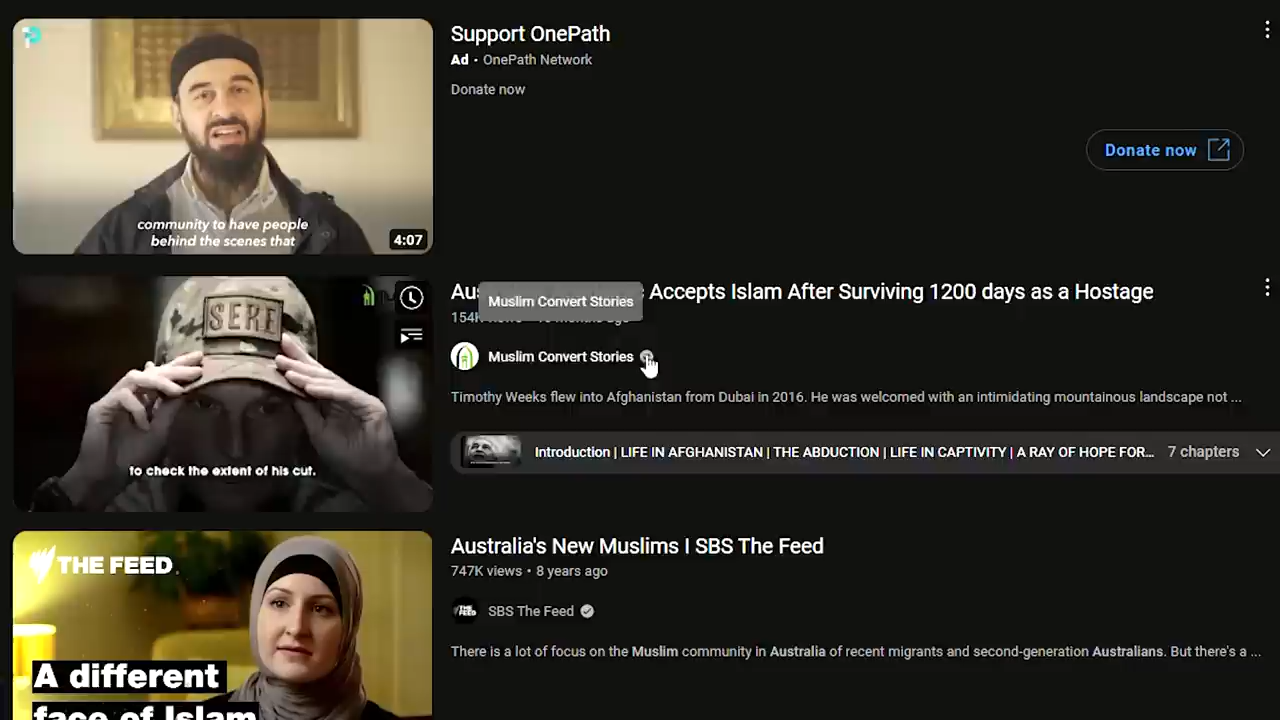 Support OnePath
Ad • OnePath Network
Donate now
Donate now
community to have people
behind the scenes that
4:07
Muslim Convert Stories
Accepts Islam After Surviving 1200 days as a Hostage
154K
Muslim Convert Stories
SERE
Timothy Weeks flew into Afghanistan from Dubai in 2016. He was welcomed with an intimidating mountainous landscape not ...
to check the extent of his cut.
Introduction | LIFE IN AFGHANISTAN | THE ABDUCTION | LIFE IN CAPTIVITY | A RAY OF HOPE FOR... 7 chapters
THE FEED
Australia's New Muslims I SBS The Feed
747K views • 8 years ago
THE FEED
SBS The Feed
There is a lot of focus on the Muslim community in Australia of recent migrants and second-generation Australians. But there's a ...
A different
face of Islam